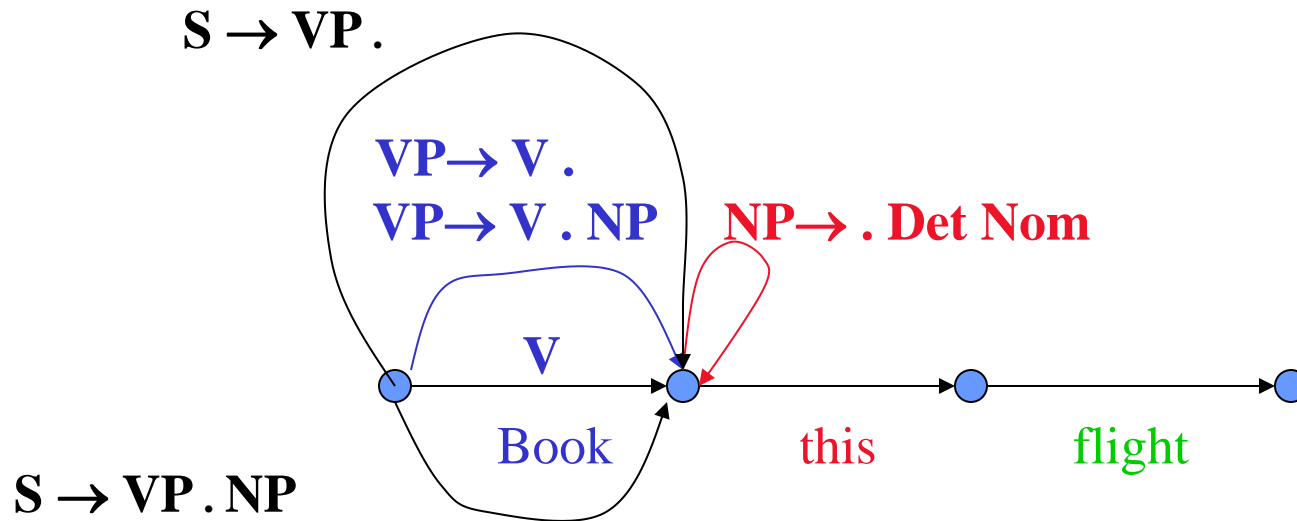 S → VP .
VP→ V .
VP→ V . NP
NP→ . Det Nom
V
Book
this
flight
S → VP . NP